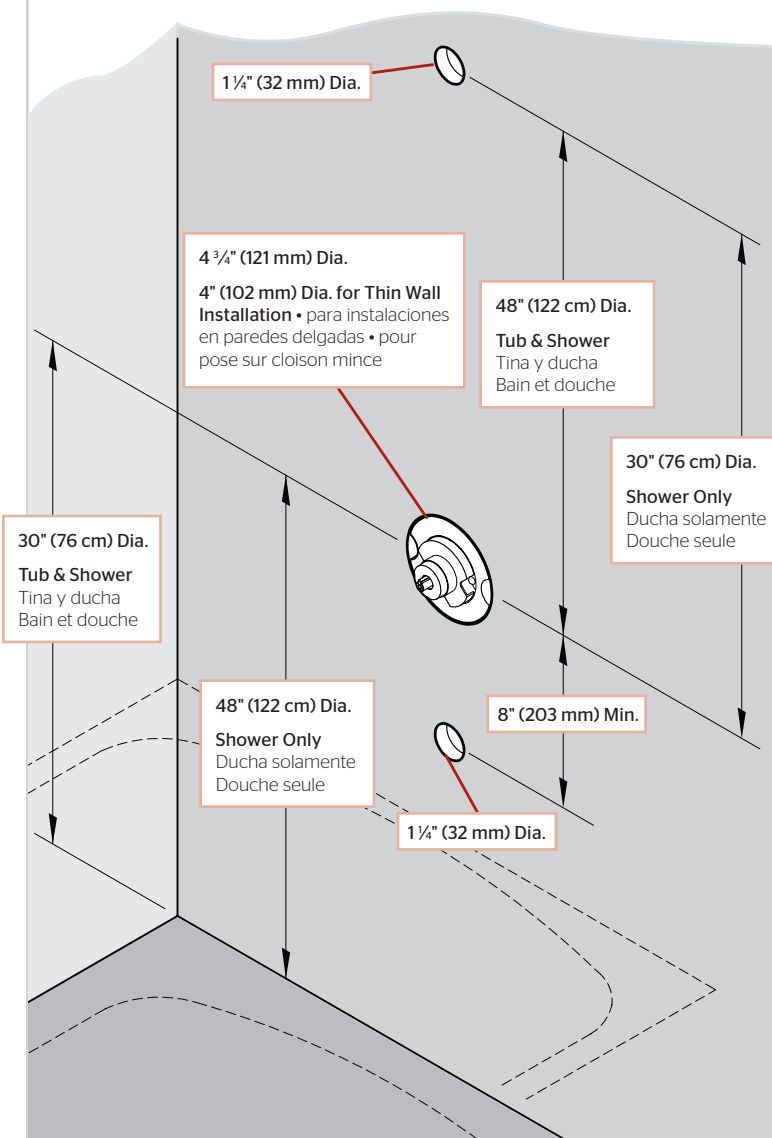 1 ¼" (32 mm) Dia.
4 ¾" (121 mm) Dia.
4" (102 mm) Dia. for Thin Wall
Installation • para instalaciones
en paredes delgadas • pour
pose sur cloison mince
48" (122 cm) Dia.
Tub & Shower
Tina y ducha
Bain et douche
30" (76 cm) Dia.
Shower Only
Ducha solamente
Douche seule
30" (76 cm) Dia.
Tub & Shower
Tina y ducha
Bain et douche
48" (122 cm) Dia.
Shower Only
Ducha solamente
Douche seule
8" (203 mm) Min.
1 ¼" (32 mm) Dia.